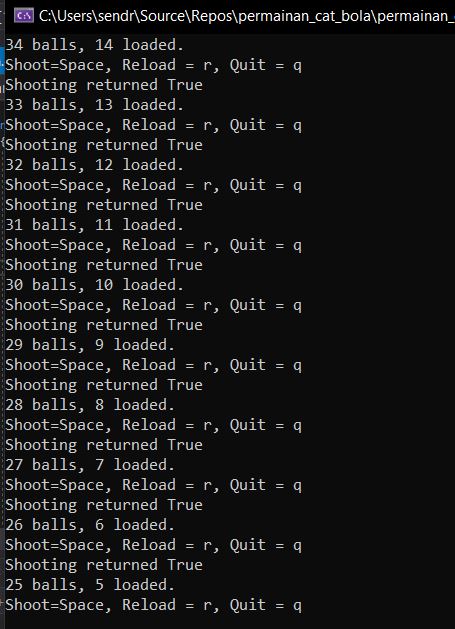 C:\Users\sendr\Source\Repos\permainan_cat_bola\permainan_
34 balls, 14 loaded.
Shoot=Space, Reload = r, Quit = q
Shooting returned True
33 balls, 13 loaded.
Shoot=Space, Reload = r, Quit = q
Shooting returned True
32 balls, 12 loaded.
Shoot=Space, Reload = r, Quit = q
Shooting returned True
31 balls, 11 loaded.
Shoot=Space, Reload = r, Quit = q
Shooting returned True
30 balls, 10 loaded.
Shoot=Space, Reload = r, Quit = q
Shooting returned True
29 balls, 9 loaded.
Shoot=Space, Reload = r, Quit = q
Shooting returned True
28 balls, 8 loaded.
Shoot=Space, Reload = r, Quit = q
Shooting returned True
27 balls, 7 loaded.
Shoot=Space, Reload = r, Quit = q
Shooting returned True
26 balls, 6 loaded.
Shoot=Space, Reload = r, Quit = q
Shooting returned True
25 balls, 5 loaded.
Shoot=Space, Reload = r, Quit = q